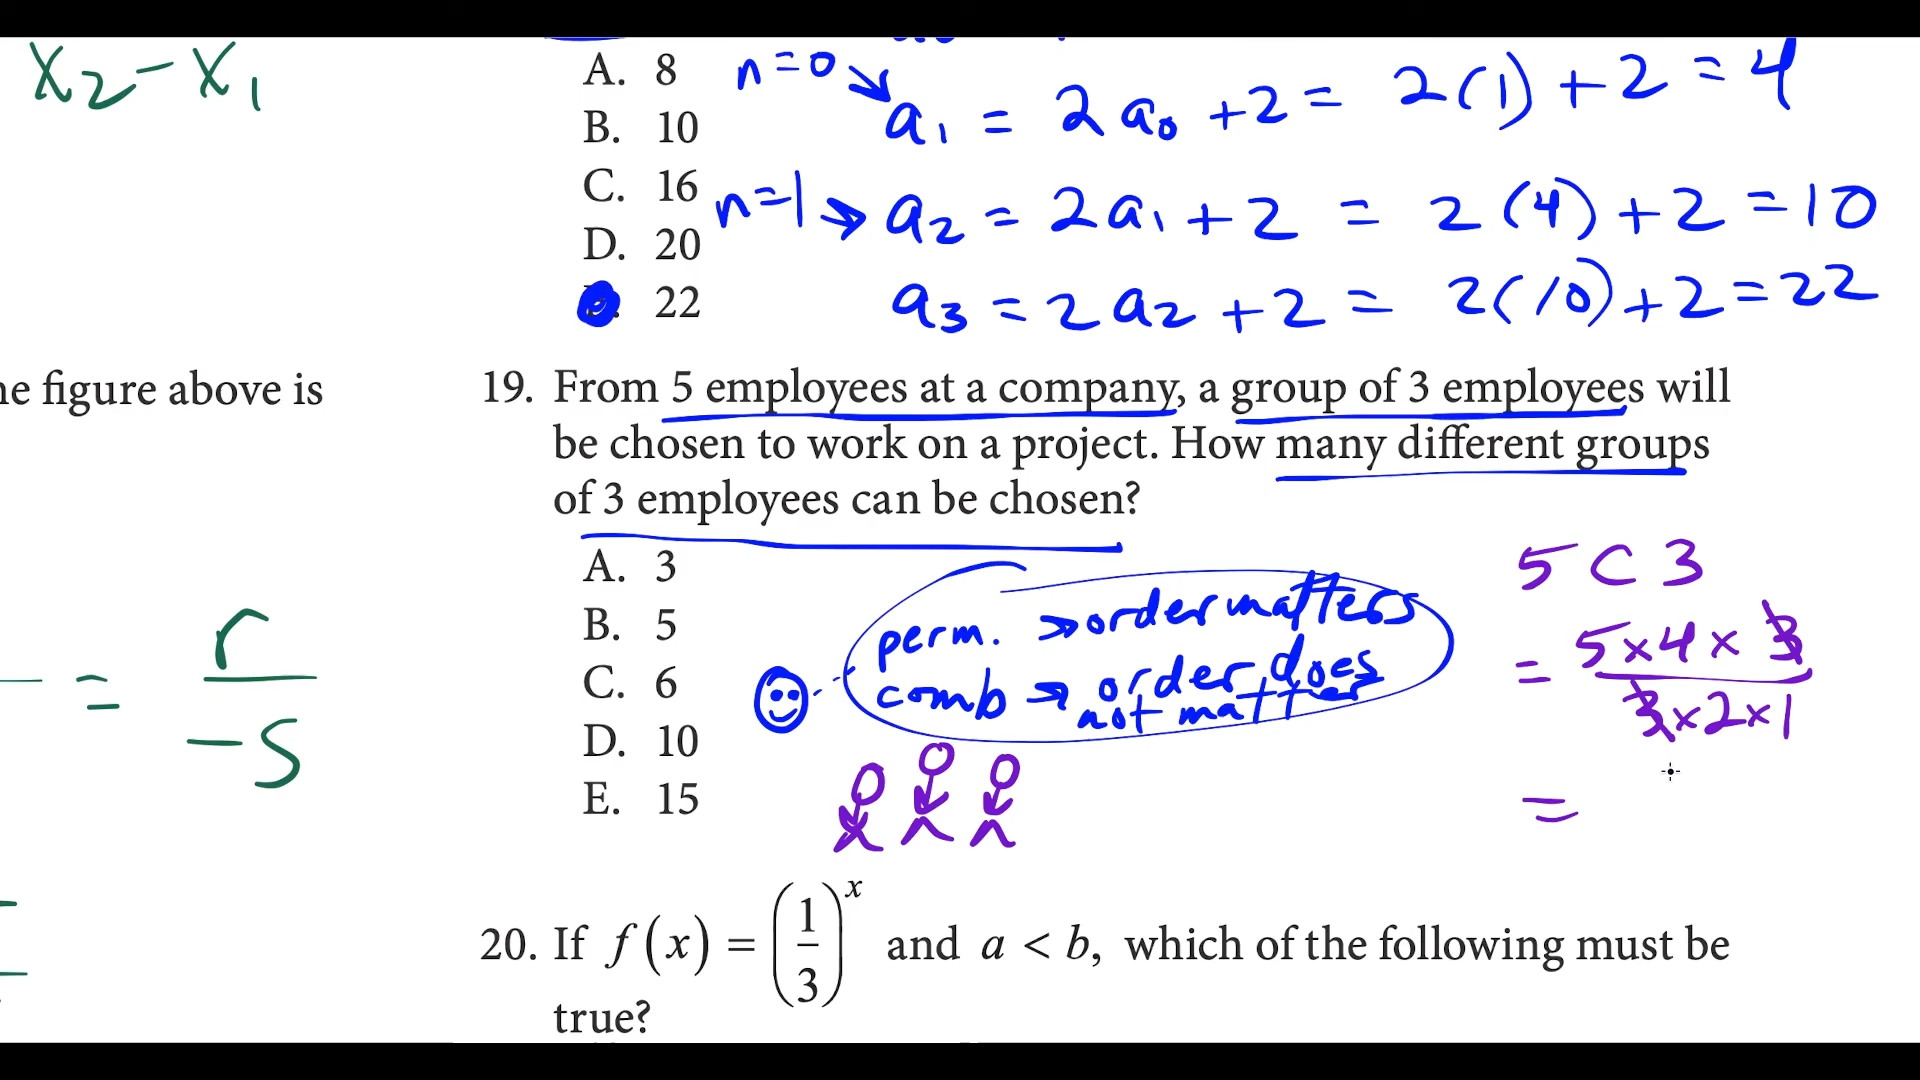 x₂ - x₁
A. 8
B. 10
C. 16
D. 20
22
n=0 → a₁ = 2a₀ + 2 = 2(1) + 2 = 4
n=1 → a₂ = 2a₁ + 2 = 2(4) + 2 = 10
a₃ = 2a₂ + 2 = 2(10) + 2 = 22
ne figure above is
= r
-s
19. From 5 employees at a company, a group of 3 employees will
be chosen to work on a project. How many different groups
of 3 employees can be chosen?
A. 3
B. 5
C. 6
D. 10
E. 15
perm. → order matters
comb → order does
not matter
5 C 3
= 5 x 4 x 3
3 x 2 x 1
=
20. If f(x) = (1/3)ˣ and a < b, which of the following must be
true?